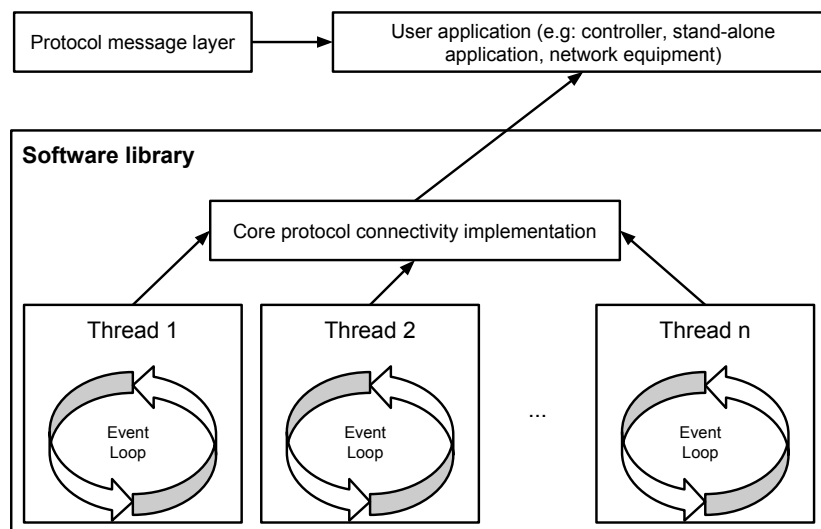 Protocol message layer
User application (e.g: controller, stand-alone
application, network equipment)
Software library
Core protocol connectivity implementation
Thread 1
Thread 2
Thread n
Event
Loop
Event
Loop
...
Event
Loop